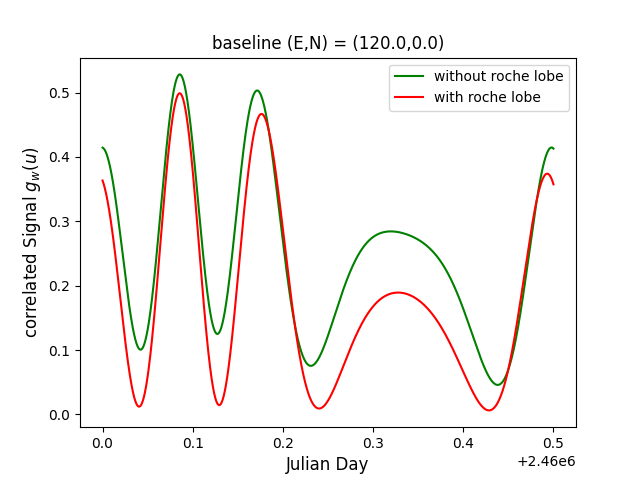 baseline (E,N) = (120.0,0.0)
without roche lobe
with roche lobe
correlated Signal $g_w(u)$
0.5
0.4
0.3
0.2
0.1
0.0
0.0 0.1 0.2 0.3 0.4 0.5
Julian Day
+2.46e6